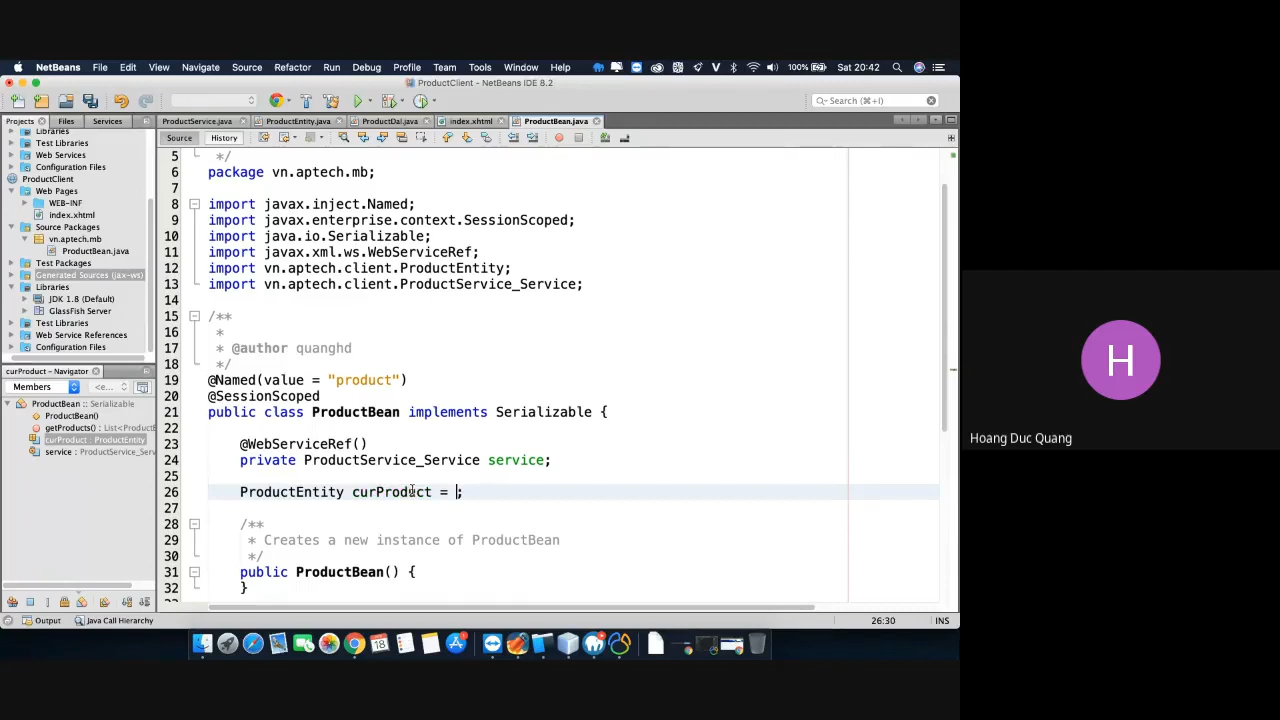 NetBeans File Edit View Navigate Source Refactor Run Debug Profile Team Tools Window Help V 100% Sat 20:42
ProductClient - NetBeans IDE 8.2
Search (⌘+I)
Projects Files Services
ProductService.java ProductEntity.java ProductDal.java index.xhtml ProductBean.java
Source History
Libraries
Test Libraries
Web Services
Configuration Files
ProductClient
Web Pages
WEB-INF
index.xhtml
Source Packages
vn.aptech.mb
ProductBean.java
Test Packages
Generated Sources (jax-ws)
Libraries
JDK 1.8 (Default)
GlassFish Server
Test Libraries
Web Service References
Configuration Files
curProduct - Navigator
Members <e...
ProductBean :: Serializable
ProductBean()
getProducts() : List<Product
curProduct : ProductEntity
service : ProductService_Serv
5 */
6 package vn.aptech.mb;
7
8 import javax.inject.Named;
9 import javax.enterprise.context.SessionScoped;
10 import java.io.Serializable;
11 import javax.xml.ws.WebServiceRef;
12 import vn.aptech.client.ProductEntity;
13 import vn.aptech.client.ProductService_Service;
14
15 /**
16 *
17 * @author quanghd
18 */
19 @Named(value = "product")
20 @SessionScoped
21 public class ProductBean implements Serializable {
22
23 @WebServiceRef()
24 private ProductService_Service service;
25
26 ProductEntity curProduct = ;
27
28 /**
29 * Creates a new instance of ProductBean
30 */
31 public ProductBean() {
32 }
Output Java Call Hierarchy
26:30 INS
18
H
Hoang Duc Quang